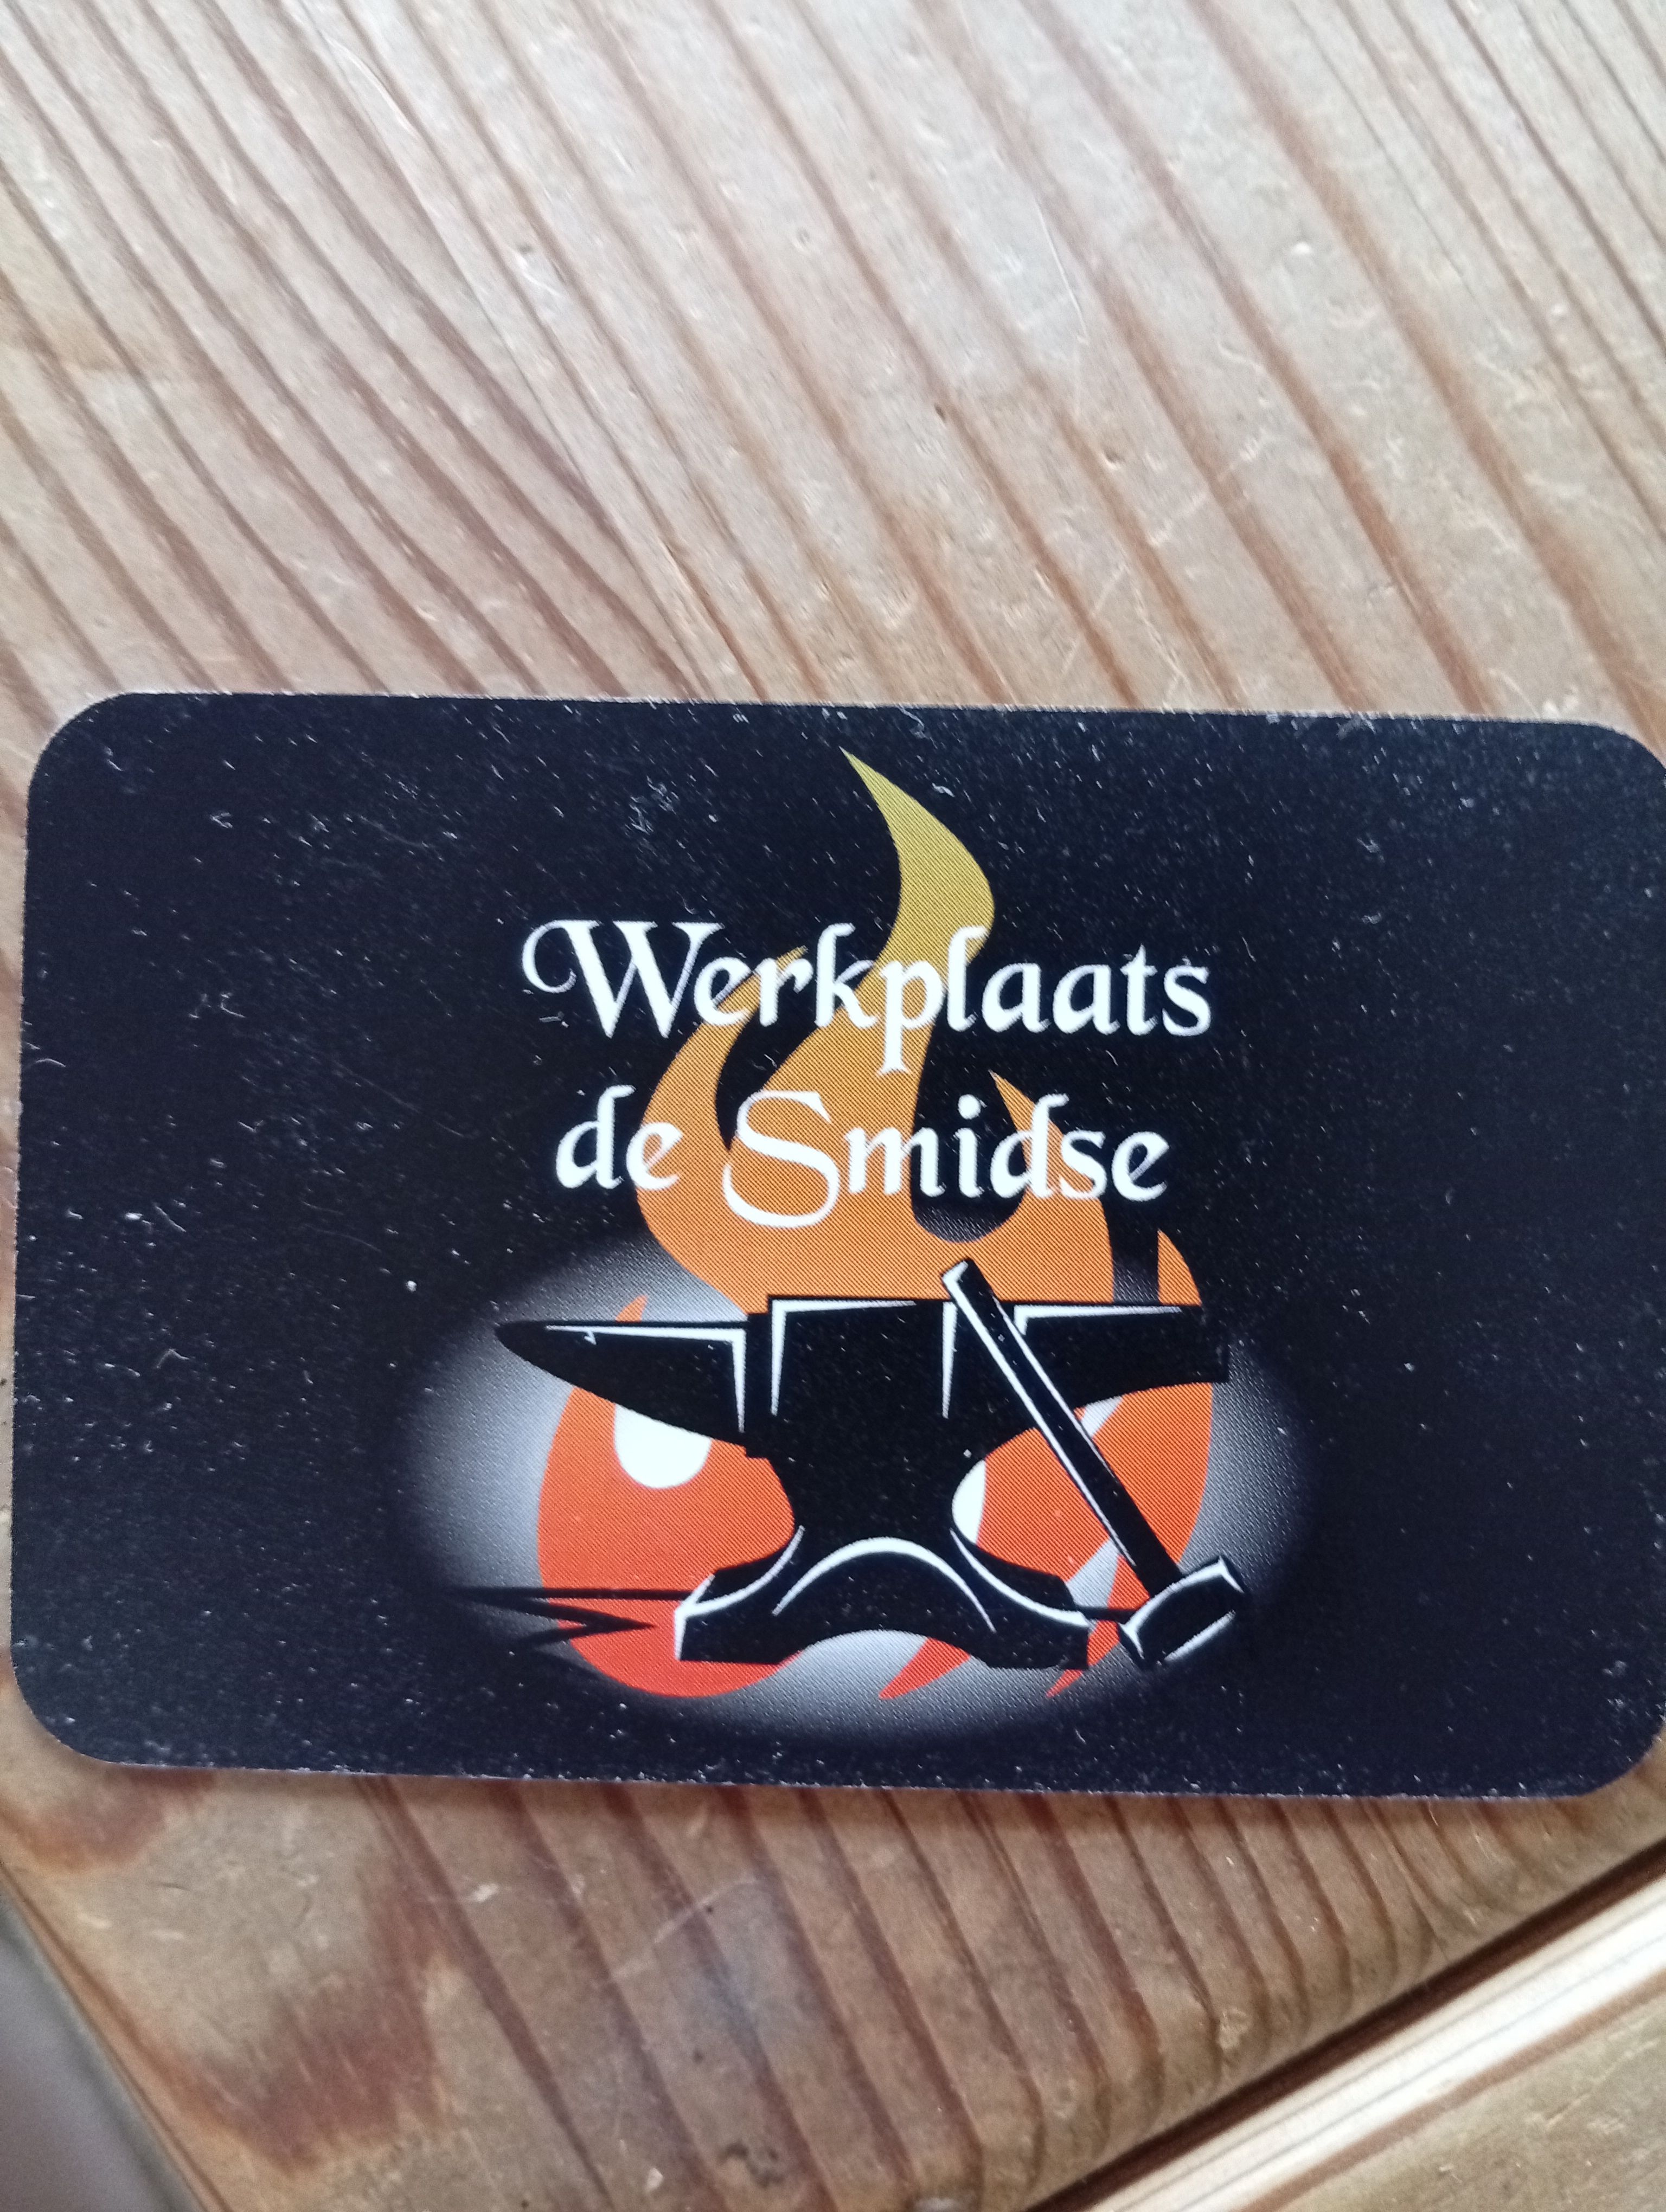 Werkplaats
de Smidse